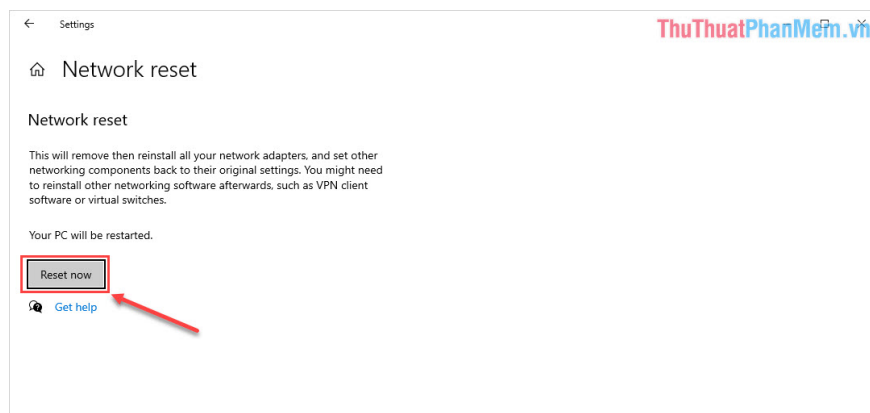 Settings
ThuThuatPhanMem.vn
Network reset
Network reset
This will remove then reinstall all your network adapters, and set other
networking components back to their original settings. You might need
to reinstall other networking software afterwards, such as VPN client
software or virtual switches.
Your PC will be restarted.
Reset now
Get help